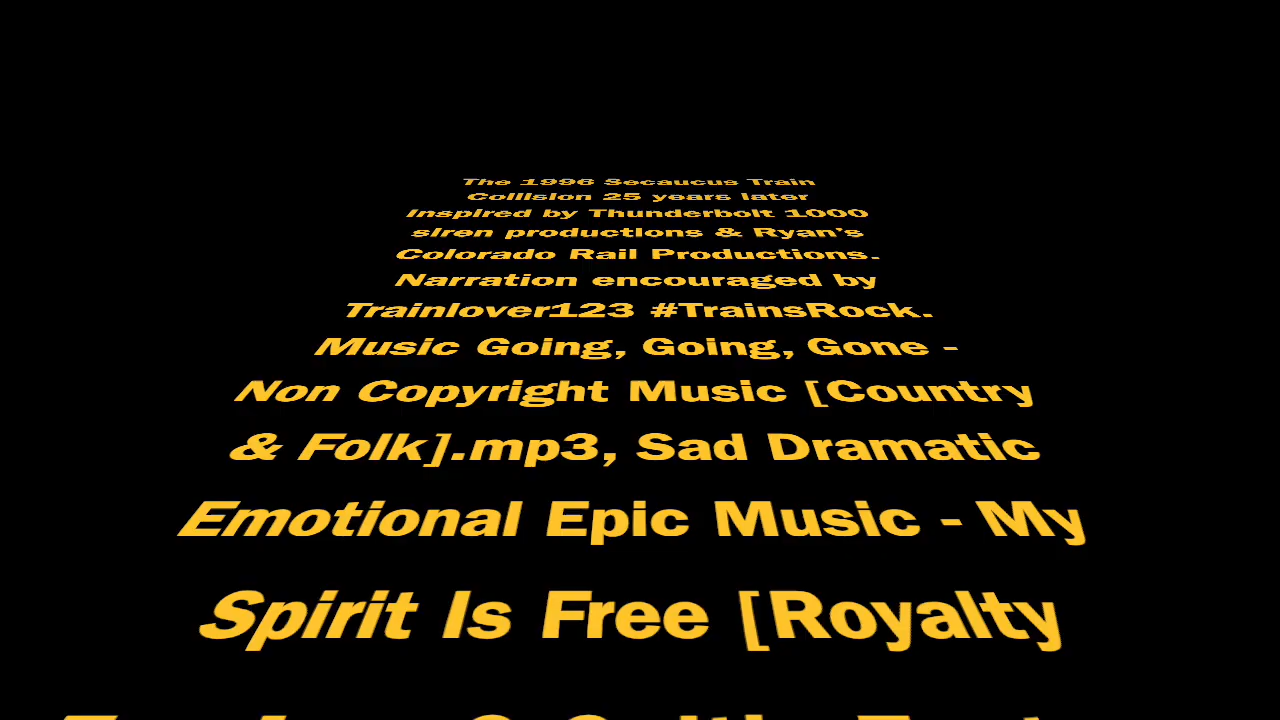 The 1996 Secaucus Train
Collision 25 years later
Inspired by Thunderbolt 1000
siren productions & Ryan's
Colorado Rail Productions.
Narration encouraged by
Trainlover123 #TrainsRock.
Music Going, Going, Gone -
Non Copyright Music [Country
& Folk].mp3, Sad Dramatic
Emotional Epic Music - My
Spirit Is Free [Royalty